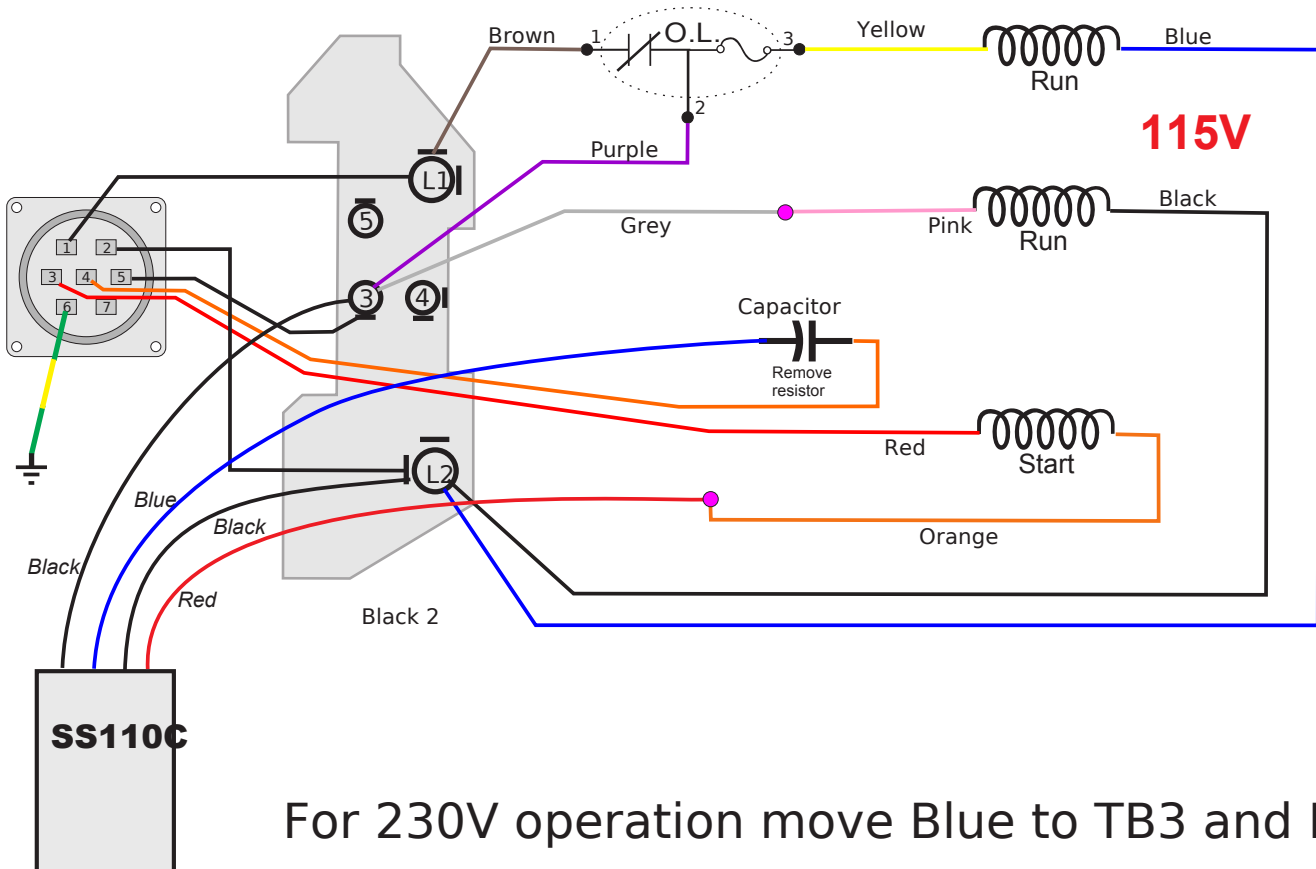 Brown
1
O.L.
3
Yellow
Blue
Run
2
115V
Purple
L1
5
Grey
Pink
Run
Black
1
2
3
4
5
6
7
3
4
Capacitor
Remove
resistor
Red
Start
L2
Blue
Black
Orange
Black
Red
Black 2
SS110C
For 230V operation move Blue to TB3 and